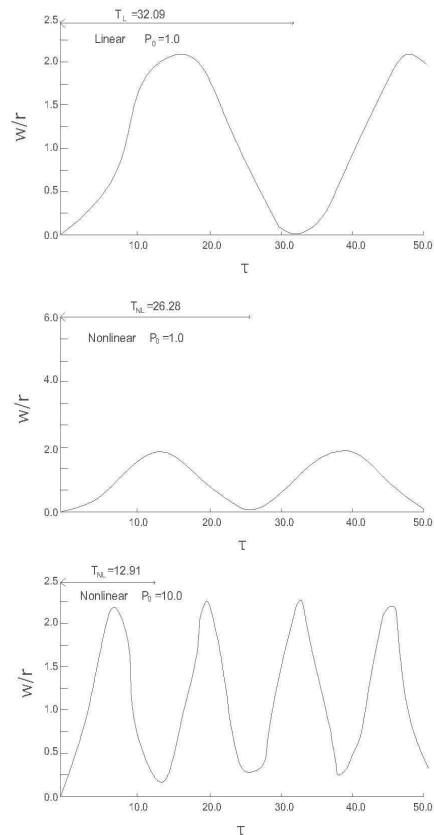 T_L =32.09
2.5
Linear P_0 =1.0
2.0
1.5
w/r
1.0
0.5
0.0
10.0 20.0 30.0 40.0 50.0
τ
T_NL =26.28
6.0
Nonlinear P_0 =1.0
4.0
w/r
2.0
0.0
10.0 20.0 30.0 40.0 50.0
τ
T_NL =12.91
2.5
Nonlinear P_0 =10.0
2.0
1.5
w/r
1.0
0.5
0.0
10.0 20.0 30.0 40.0 50.0
τ